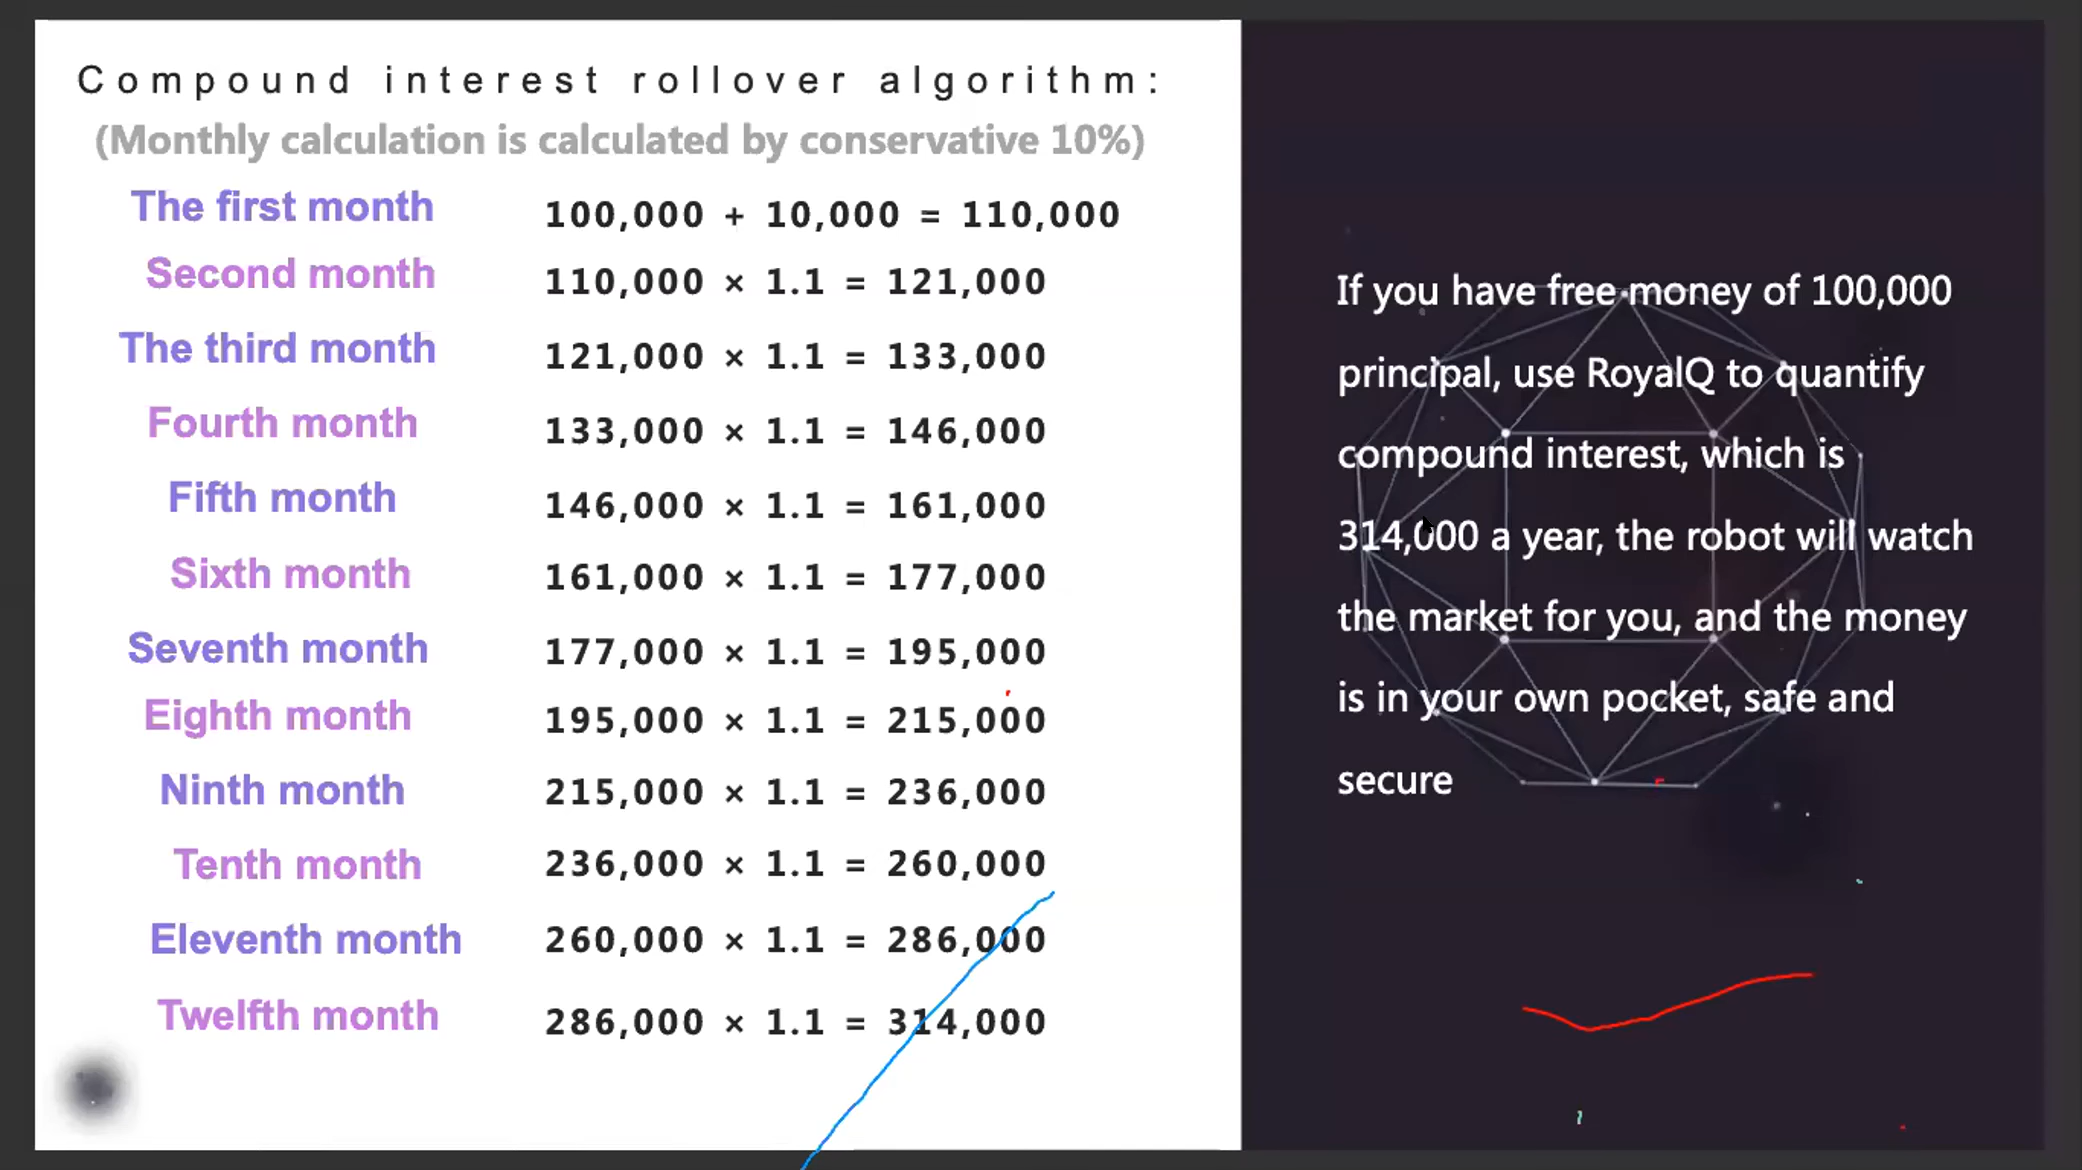 Compound interest rollover algorithm:
(Monthly calculation is calculated by conservative 10%)
The first month 100,000 + 10,000 = 110,000
Second month 110,000 × 1.1 = 121,000
The third month 121,000 × 1.1 = 133,000
Fourth month 133,000 × 1.1 = 146,000
Fifth month 146,000 × 1.1 = 161,000
Sixth month 161,000 × 1.1 = 177,000
Seventh month 177,000 × 1.1 = 195,000
Eighth month 195,000 × 1.1 = 215,000
Ninth month 215,000 × 1.1 = 236,000
Tenth month 236,000 × 1.1 = 260,000
Eleventh month 260,000 × 1.1 = 286,000
Twelfth month 286,000 × 1.1 = 314,000
If you have free money of 100,000
principal, use RoyalQ to quantify
compound interest, which is
314,000 a year, the robot will watch
the market for you, and the money
is in your own pocket, safe and
secure